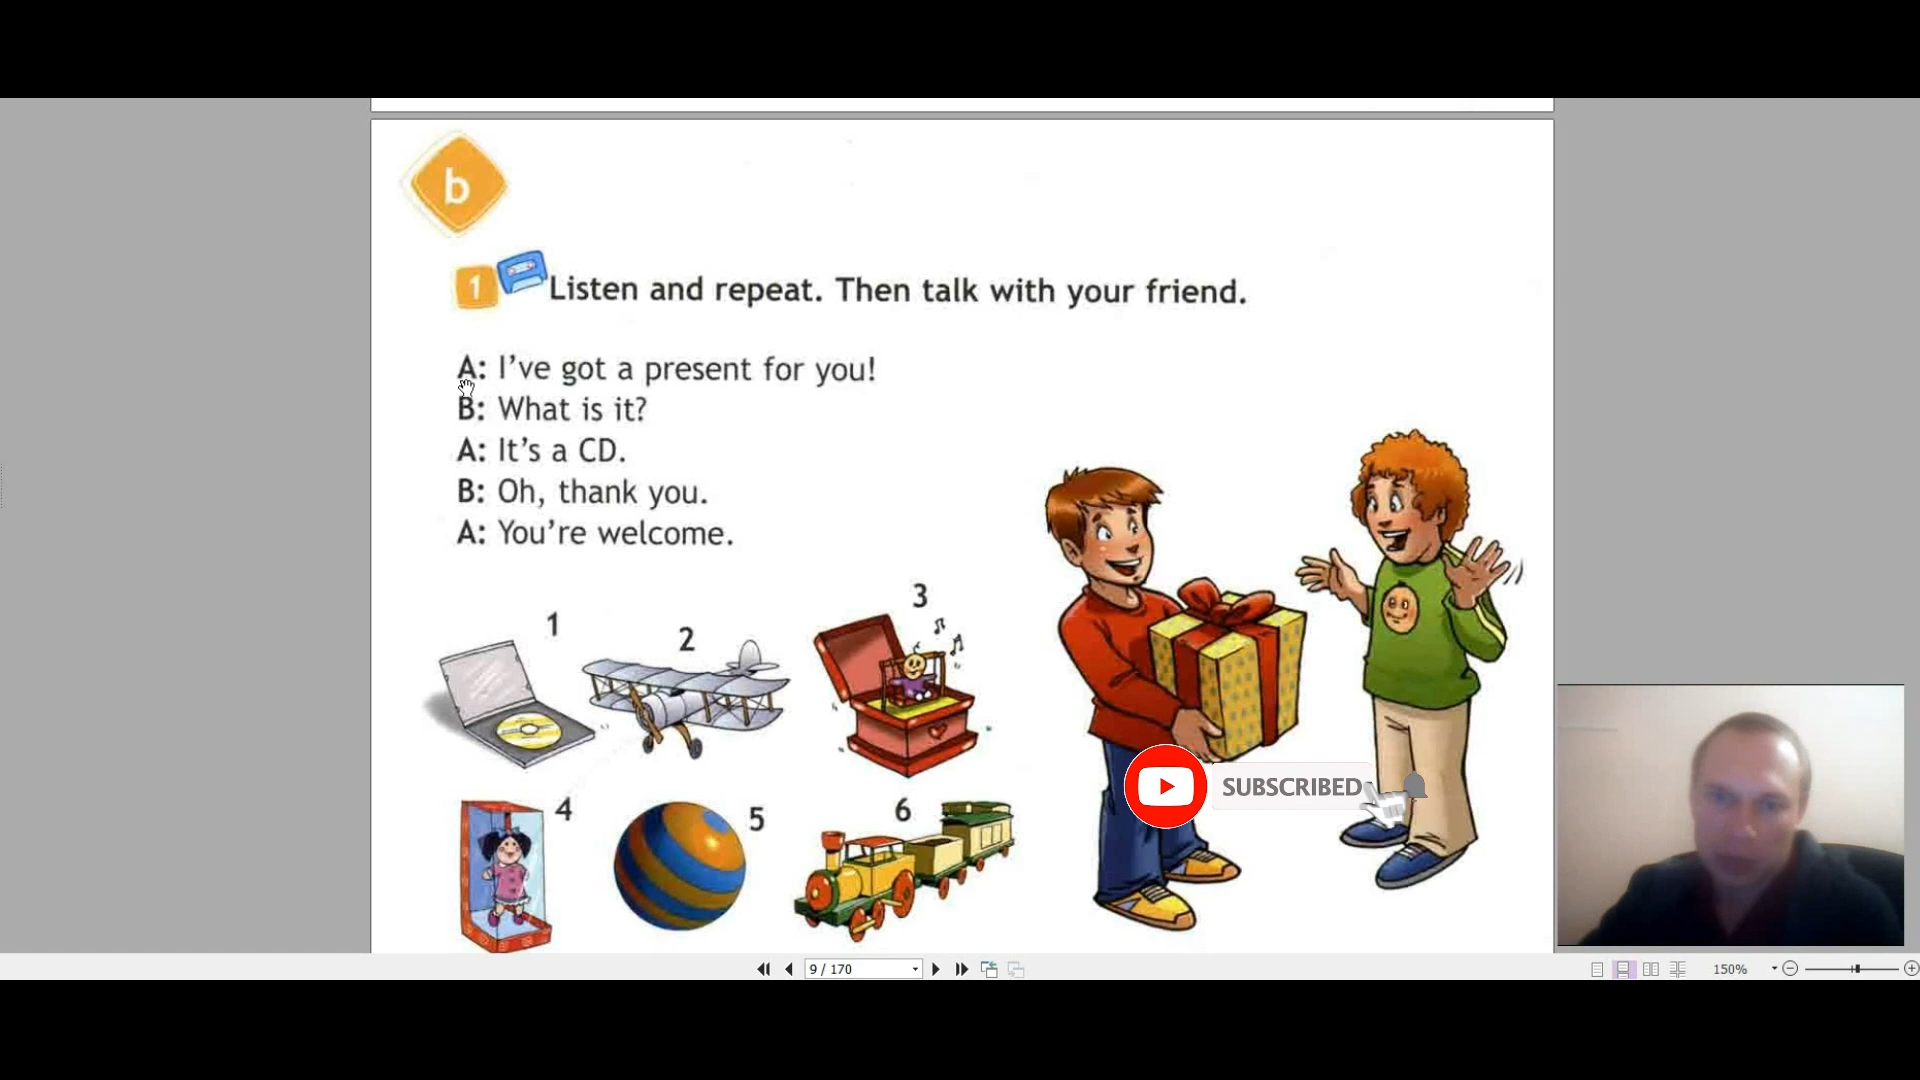 b
1 Listen and repeat. Then talk with your friend.
A: I've got a present for you!
B: What is it?
A: It's a CD.
B: Oh, thank you.
A: You're welcome.
1
2
3
4
5
6
SUBSCRIBED
9 / 170
150%